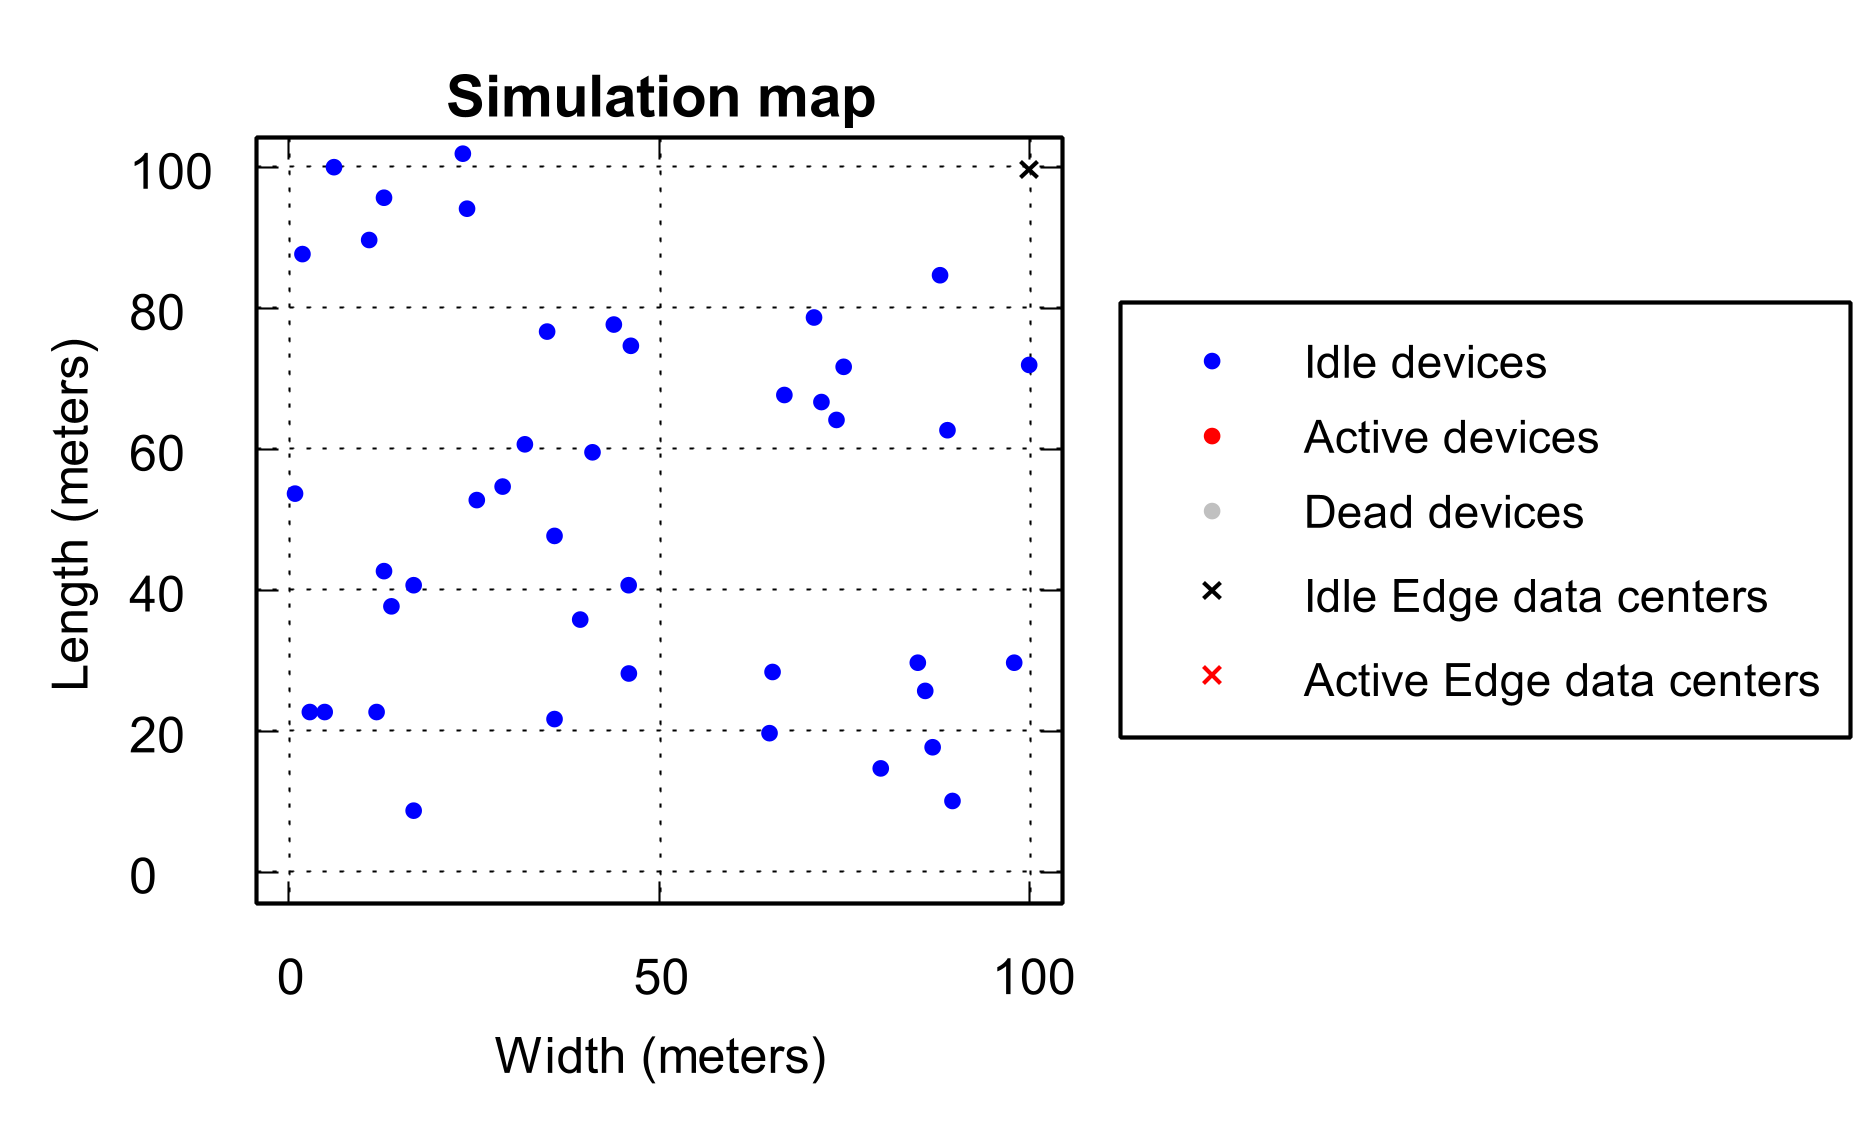 Simulation map
100
80
60
40
20
0
Length (meters)
0 50 100
Width (meters)
Idle devices
Active devices
Dead devices
Idle Edge data centers
Active Edge data centers